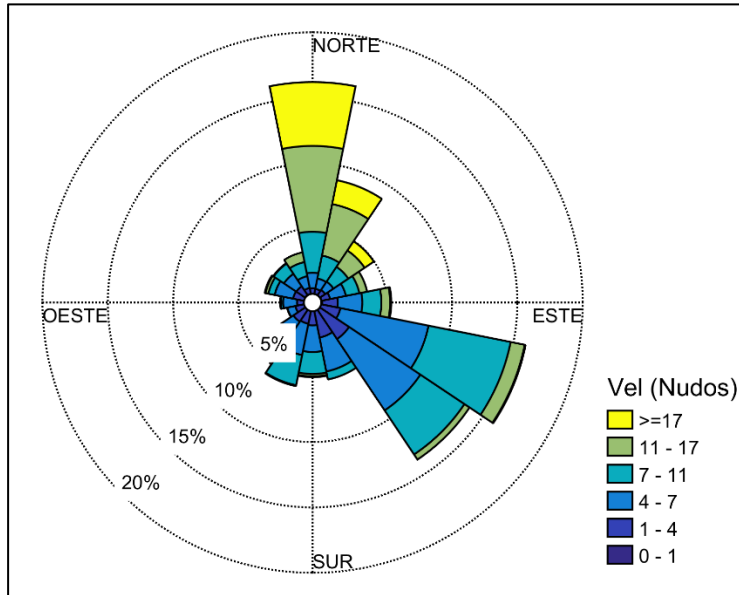 NORTE
OESTE
ESTE
5%
10%
15%
20%
SUR
Vel (Nudos)
>=17
11 - 17
7 - 11
4 - 7
1 - 4
0 - 1